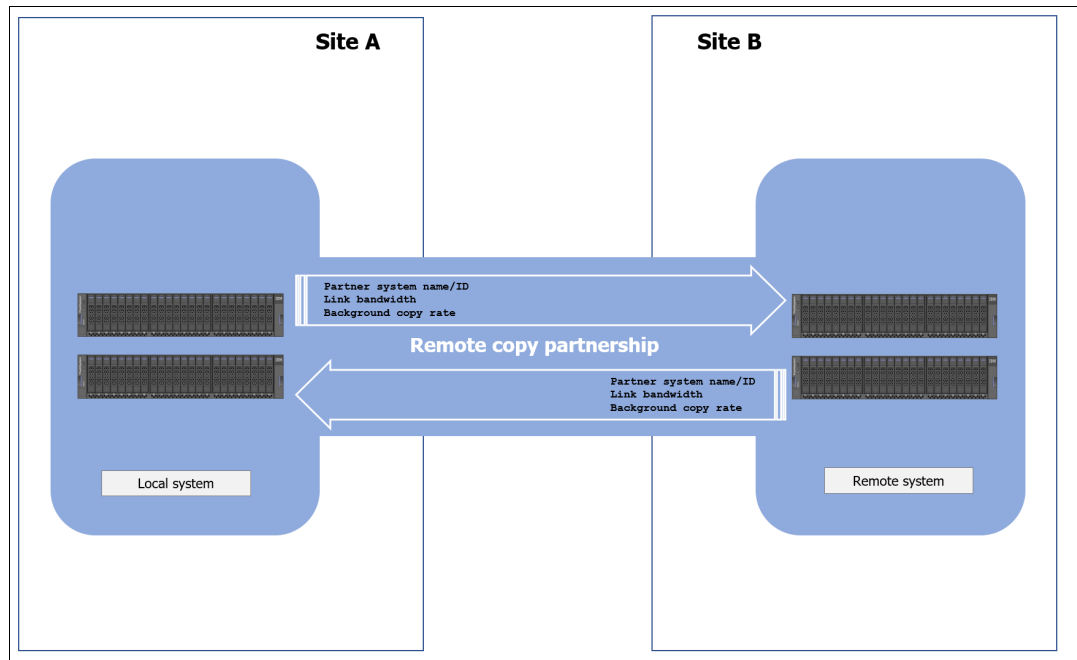 Site A
Site B
Partner system name/ID
Link bandwidth
Background copy rate
Remote copy partnership
Partner system name/ID
Link bandwidth
Background copy rate
Local system
Remote system